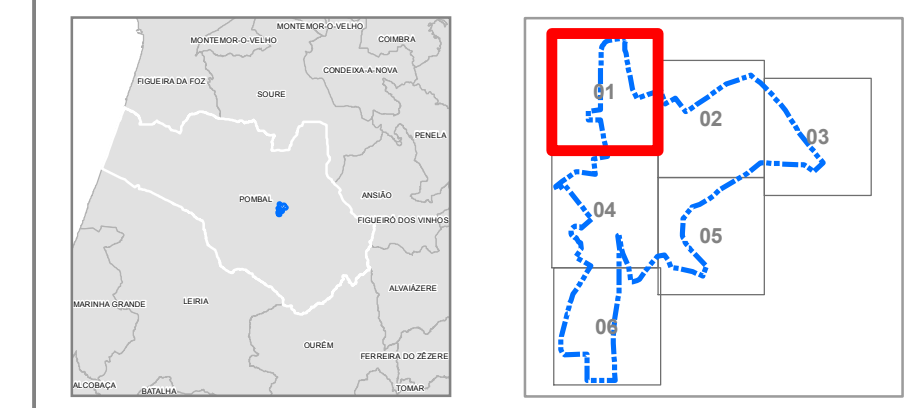 MONTEMOR-O-VELHO
MONTEMOR-O-VELHO
COIMBRA
CONDEIXA-A-NOVA
FIGUEIRA DA FOZ
SOURE
PENELA
ANSIÃO
POMBAL
FIGUEIRÓ DOS VINHOS
ALVAIÁZERE
LEIRIA
MARINHA GRANDE
OURÉM
FERREIRA DO ZÊZERE
ALCOBAÇA
BATALHA
TOMAR
01
02
03
04
05
06